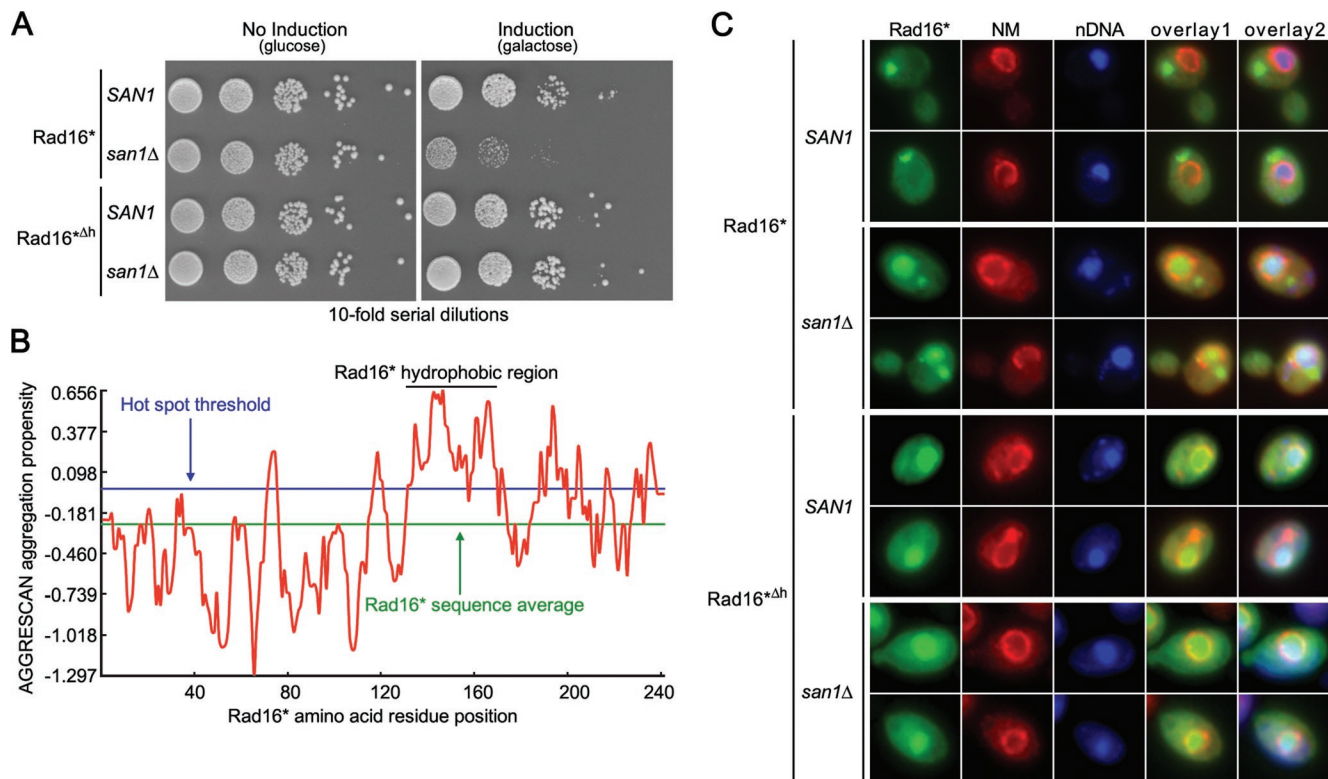 A
No Induction
(glucose)
Induction
(galactose)
Rad16*
SAN1
san1Δ
Rad16*Δh
SAN1
san1Δ
10-fold serial dilutions
B
Rad16* hydrophobic region
Hot spot threshold
Rad16* sequence average
AGGRESCAN aggregation propensity
0.656
0.377
0.098
-0.181
-0.460
-0.739
-1.018
-1.297
40
80
120
160
200
240
Rad16* amino acid residue position
C
Rad16*
NM
nDNA
overlay1
overlay2
Rad16*
SAN1
san1Δ
Rad16*Δh
SAN1
san1Δ